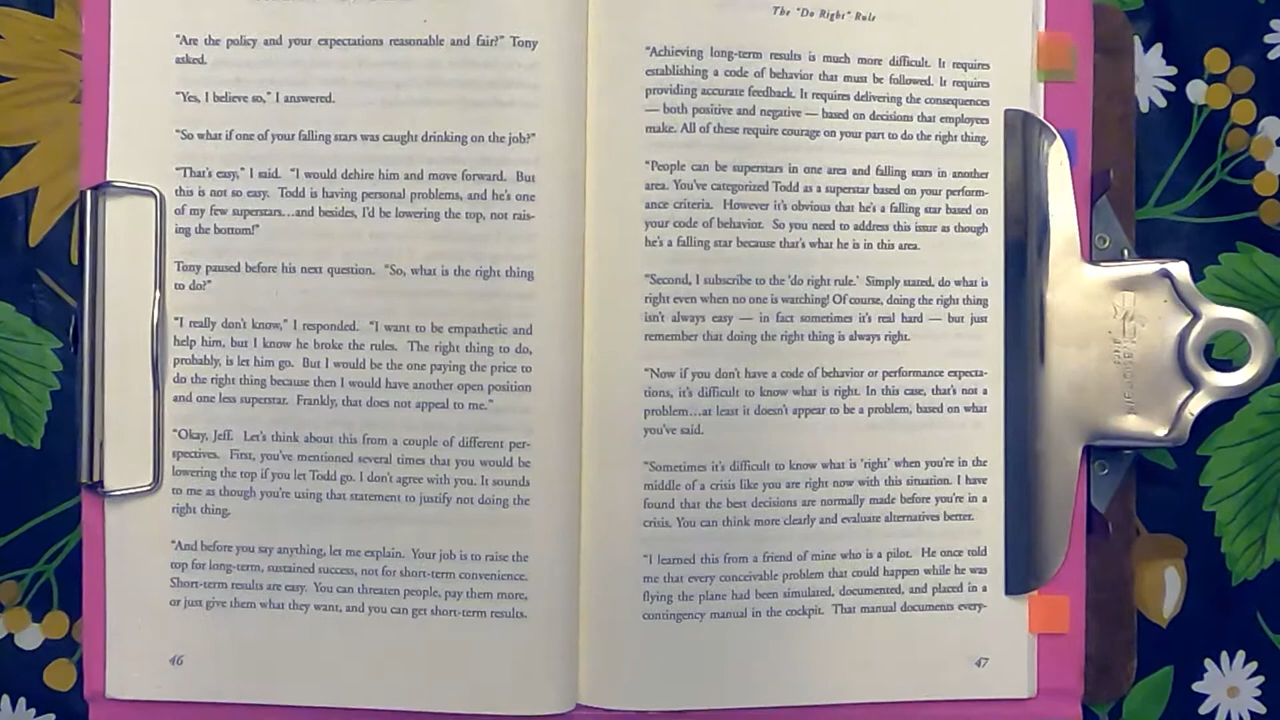 "Are the policy and your expectations reasonable and fair?" Tony
asked.
"Yes, I believe so," I answered.
"So what if one of your falling stars was caught drinking on the job?"
"That's easy," I said. "I would dehire him and move forward. But
this is not so easy. Todd is having personal problems, and he's one
of my few superstars...and besides, I'd be lowering the top, not rais-
ing the bottom!"
Tony paused before his next question. "So, what is the right thing
to do?"
"I really don't know," I responded. "I want to be empathetic and
help him, but I know he broke the rules. The right thing to do,
probably, is let him go. But I would be the one paying the price to
do the right thing because then I would have another open position
and one less superstar. Frankly, that does not appeal to me."
"Okay, Jeff. Let's think about this from a couple of different per-
spectives. First, you've mentioned several times that you would be
lowering the top if you let Todd go. I don't agree with you. It sounds
to me as though you're using that statement to justify not doing the
right thing.
"And before you say anything, let me explain. Your job is to raise the
top for long-term, sustained success, not for short-term convenience.
Short-term results are easy. You can threaten people, pay them more,
or just give them what they want, and you can get short-term results.
46
The "Do Right" Rule
"Achieving long-term results is much more difficult. It requires
establishing a code of behavior that must be followed. It requires
providing accurate feedback. It requires delivering the consequences
— both positive and negative — based on decisions that employees
make. All of these require courage on your part to do the right thing.
"People can be superstars in one area and falling stars in another
area. You've categorized Todd as a superstar based on your perform-
ance criteria. However it's obvious that he's a falling star based on
your code of behavior. So you need to address this issue as though
he's a falling star because that's what he is in this area.
"Second, I subscribe to the 'do right rule.' Simply stated, do what is
right even when no one is watching! Of course, doing the right thing
isn't always easy — in fact sometimes it's real hard — but just
remember that doing the right thing is always right.
"Now if you don't have a code of behavior or performance expecta-
tions, it's difficult to know what is right. In this case, that's not a
problem...at least it doesn't appear to be a problem, based on what
you've said.
"Sometimes it's difficult to know what is 'right' when you're in the
middle of a crisis like you are right now with this situation. I have
found that the best decisions are normally made before you're in a
crisis. You can think more clearly and evaluate alternatives better.
"I learned this from a friend of mine who is a pilot. He once told
me that every conceivable problem that could happen while he was
flying the plane had been simulated, documented, and placed in a
contingency manual in the cockpit. That manual documents every-
47